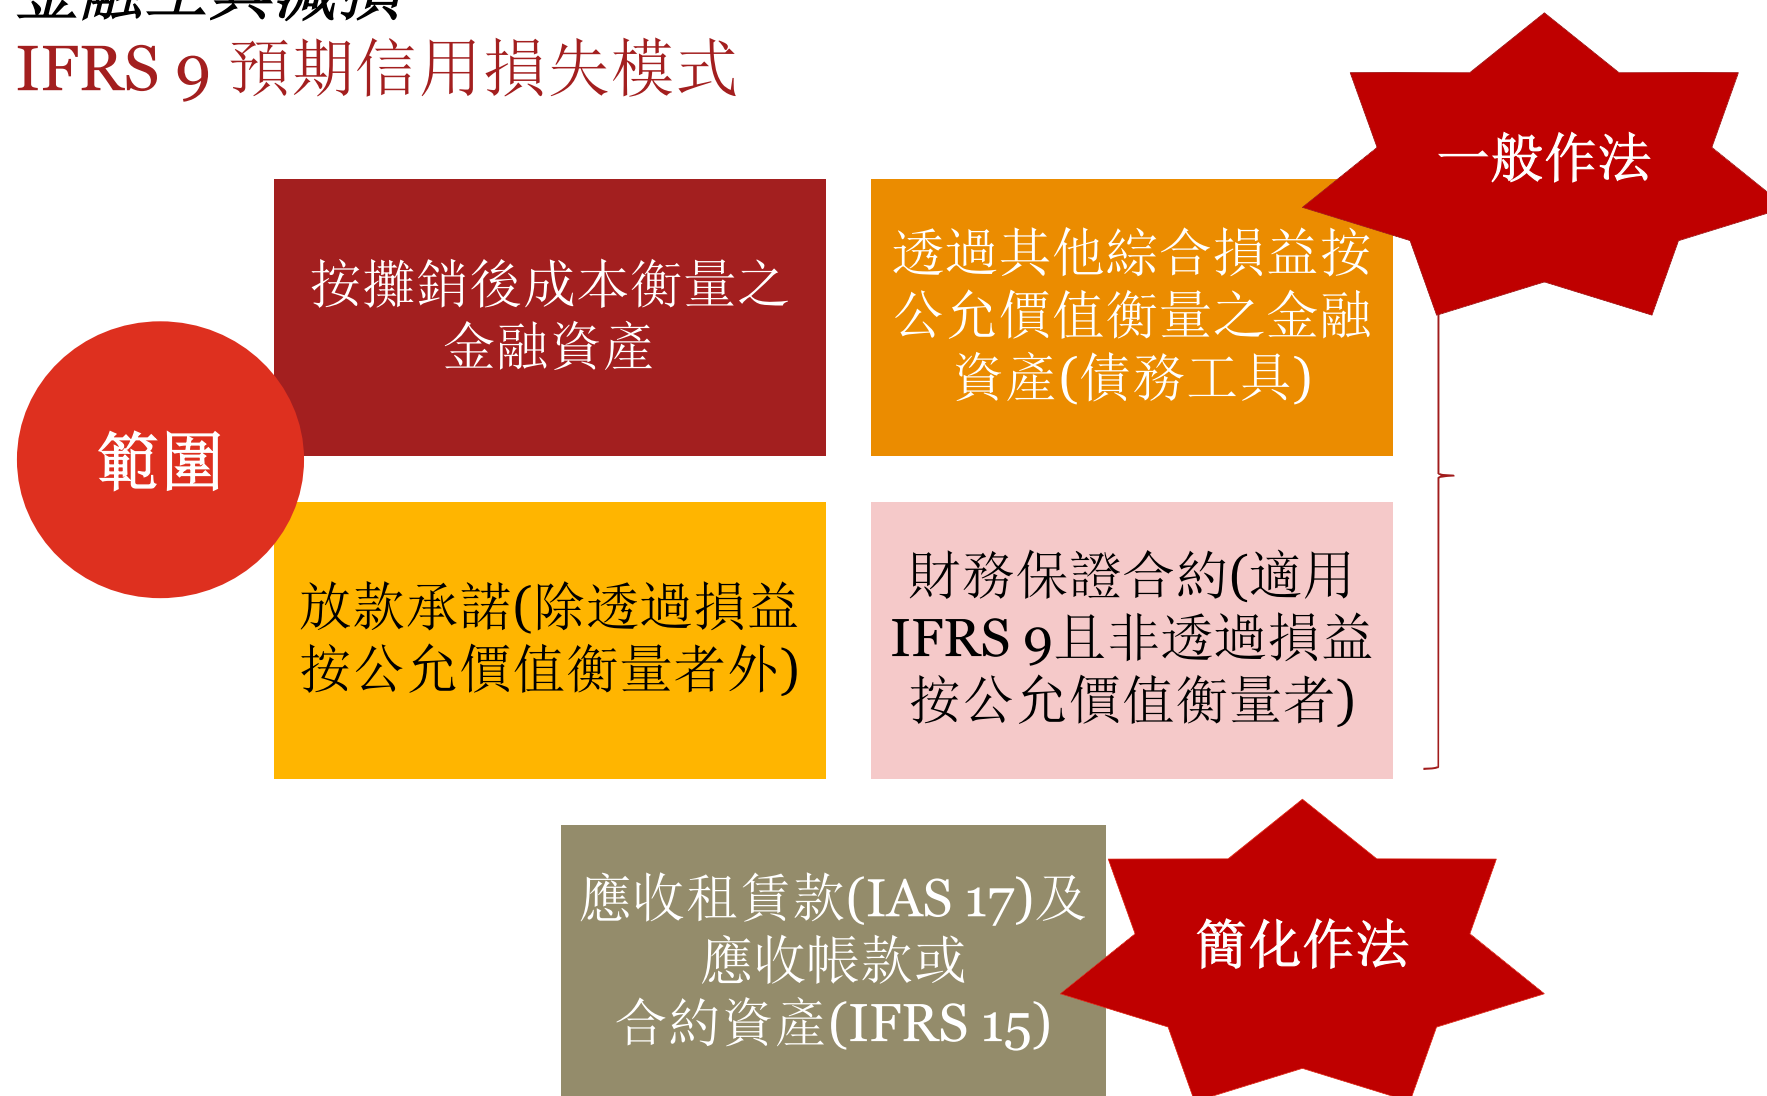 金融工具減損
IFRS 9 預期信用損失模式
一般作法
按攤銷後成本衡量之
金融資產
透過其他綜合損益按
公允價值衡量之金融
資產(債務工具)
範圍
放款承諾(除透過損益
按公允價值衡量者外)
財務保證合約(適用
IFRS 9且非透過損益
按公允價值衡量者)
應收租賃款(IAS 17)及
應收帳款或
合約資產(IFRS 15)
簡化作法